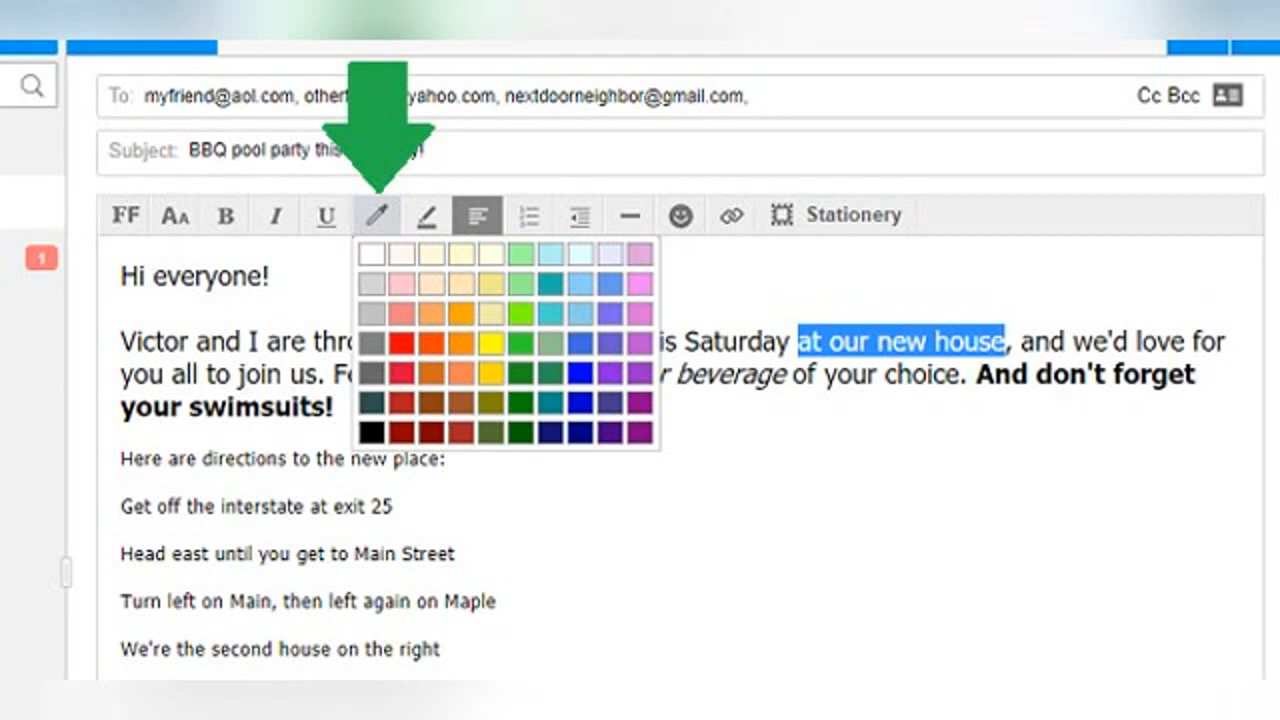 To: myfriend@aol.com, yahoo.com, nextdoorneighbor@gmail.com, Cc Bcc
Subject: BBQ pool party
FF AA B I U Stationery
1
Hi everyone!
Victor and I are Saturday at our new house, and we'd love for
you all to join us. beverage of your choice. And don't forget
your swimsuits!
Here are directions to the new place:
Get off the interstate at exit 25
Head east until you get to Main Street
Turn left on Main, then left again on Maple
We're the second house on the right